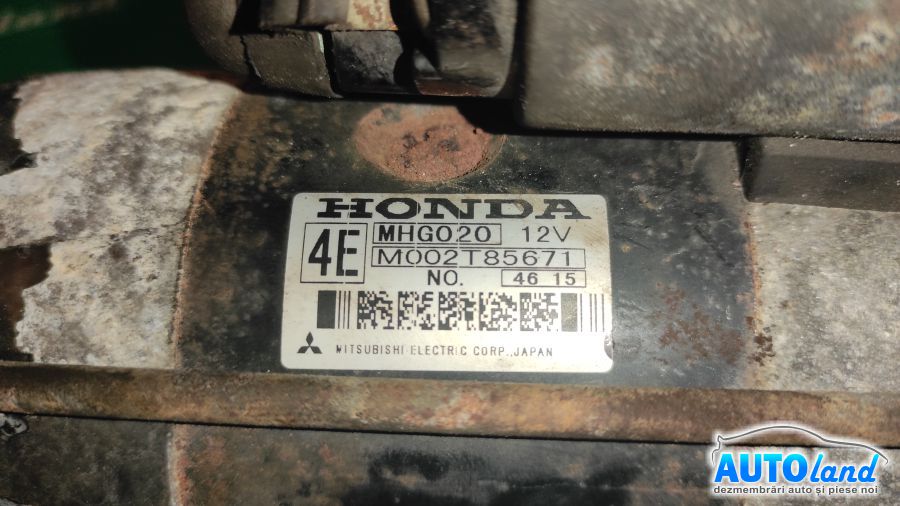 HONDA
4E MHG020 12V
M002T85671
NO. 46 15
MITSUBISHI ELECTRIC CORP., JAPAN
AUTOland
dezmembrări auto și piese noi